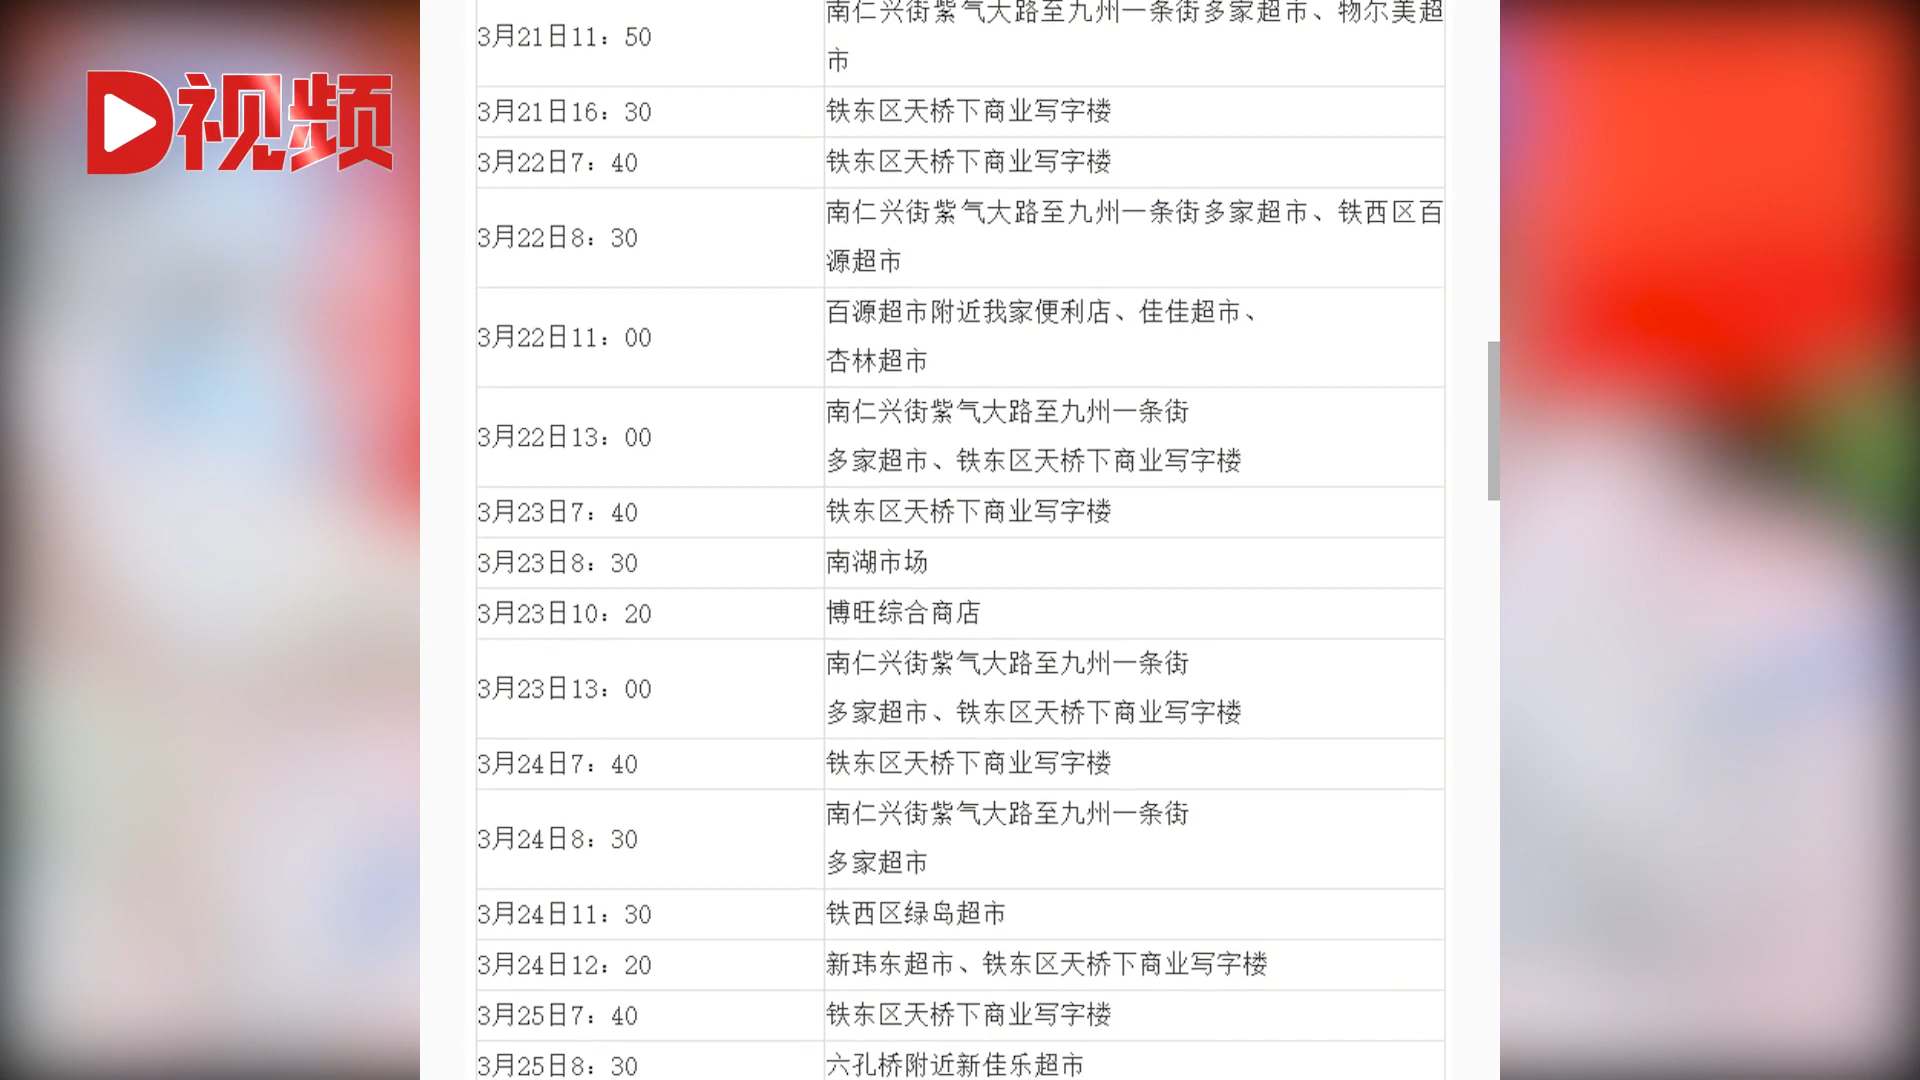 视频
3月21日11：50
南仁兴街紫气大路至九州一条街多家超市、物尔美超
市
3月21日16：30
铁东区天桥下商业写字楼
3月22日7：40
铁东区天桥下商业写字楼
3月22日8：30
南仁兴街紫气大路至九州一条街多家超市、铁西区百
源超市
3月22日11：00
百源超市附近我家便利店、佳佳超市、
杏林超市
3月22日13：00
南仁兴街紫气大路至九州一条街
多家超市、铁东区天桥下商业写字楼
3月23日7：40
铁东区天桥下商业写字楼
3月23日8：30
南湖市场
3月23日10：20
博旺综合商店
3月23日13：00
南仁兴街紫气大路至九州一条街
多家超市、铁东区天桥下商业写字楼
3月24日7：40
铁东区天桥下商业写字楼
3月24日8：30
南仁兴街紫气大路至九州一条街
多家超市
3月24日11：30
铁西区绿岛超市
3月24日12：20
新玮东超市、铁东区天桥下商业写字楼
3月25日7：40
铁东区天桥下商业写字楼
3月25日8：30
六孔桥附近新佳乐超市